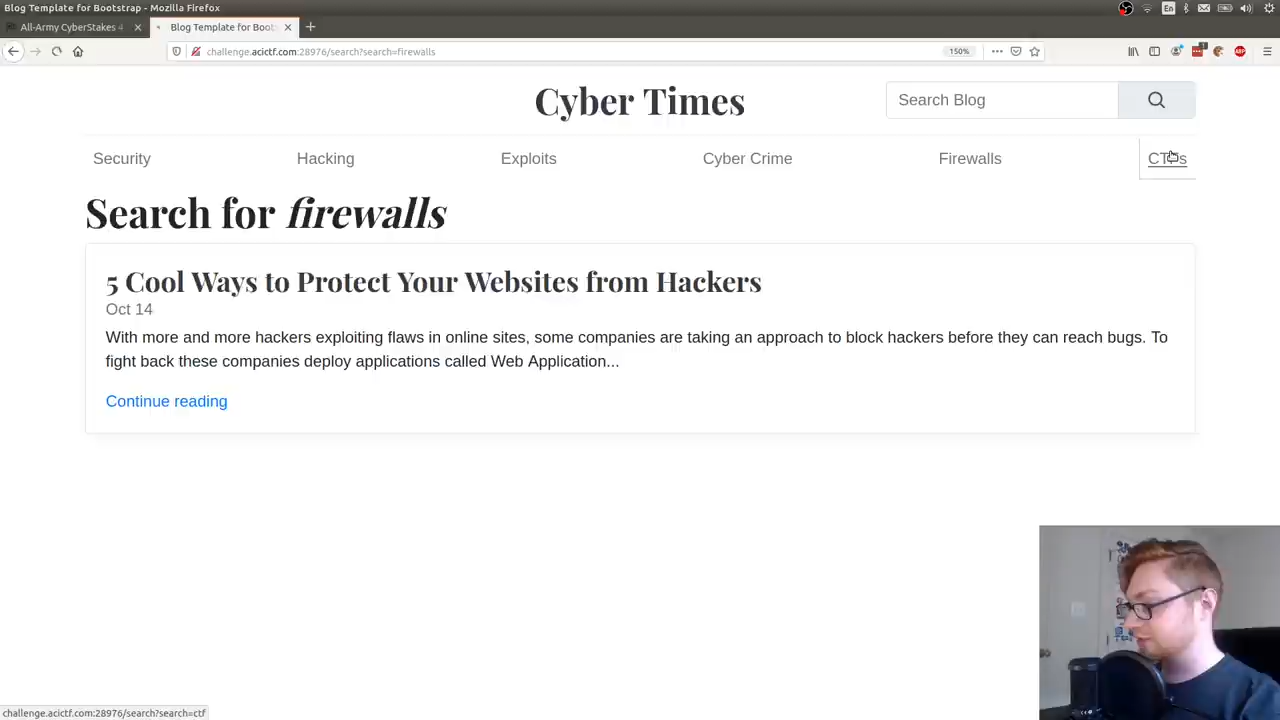 Blog Template for Bootstrap - Mozilla Firefox
En
All-Army CyberStakes 4
Blog Template for Boots
challenge.acictf.com:28976/search?search=firewalls
150%
ABP
Cyber Times
Search Blog
Security
Hacking
Exploits
Cyber Crime
Firewalls
CTFs
Search for firewalls
5 Cool Ways to Protect Your Websites from Hackers
Oct 14
With more and more hackers exploiting flaws in online sites, some companies are taking an approach to block hackers before they can reach bugs. To
fight back these companies deploy applications called Web Application...
Continue reading
challenge.acictf.com:28976/search?search=ctf